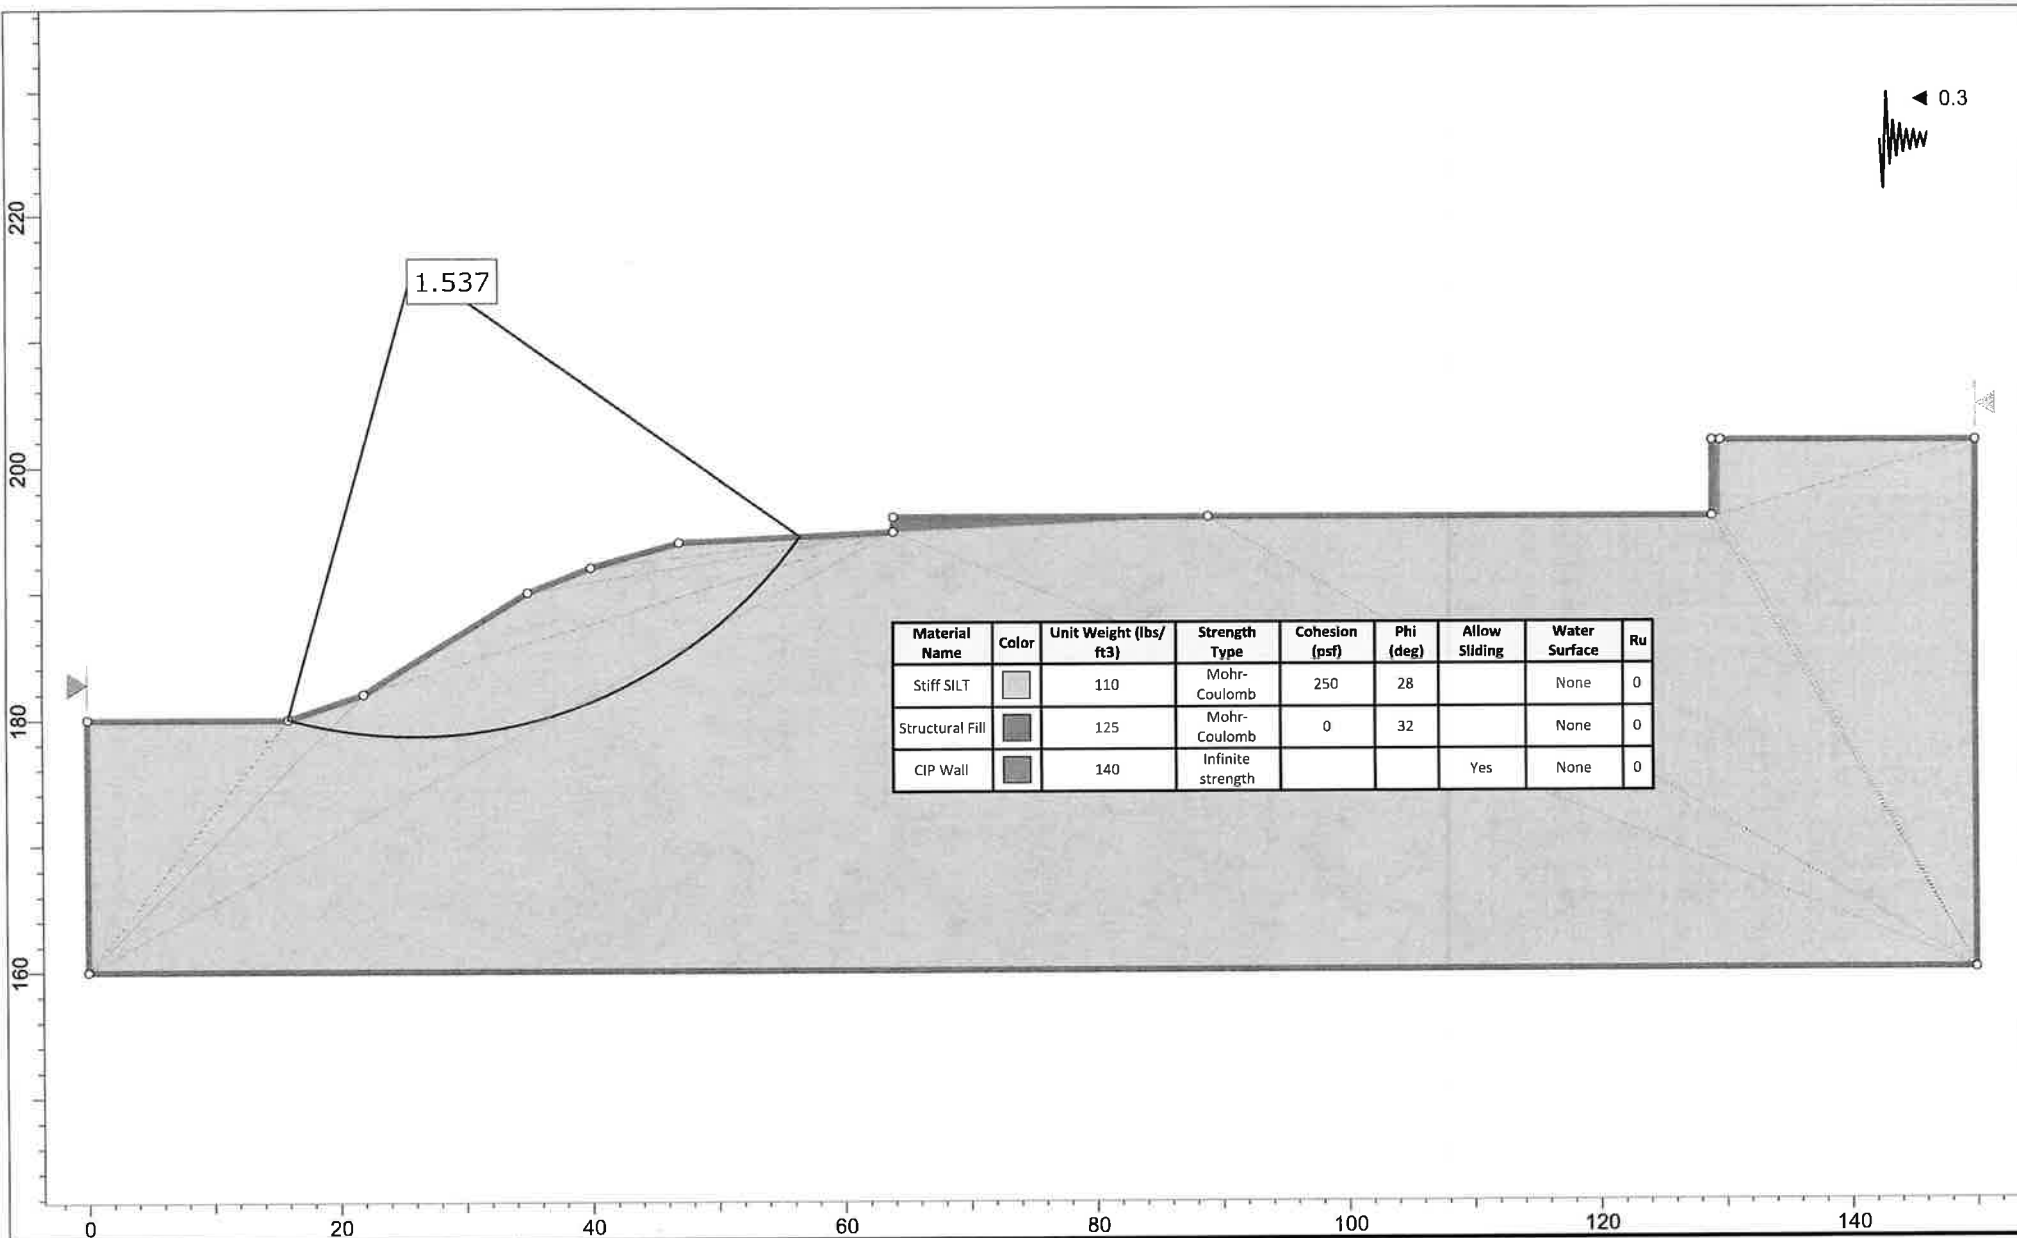 0.3
220
1.537
200
180
160
Material Name Color Unit Weight (lbs/ft3) Strength Type Cohesion (psf) Phi (deg) Allow Sliding Water Surface Ru
Stiff SILT 110 Mohr-Coulomb 250 28 None 0
Structural Fill 125 Mohr-Coulomb 0 32 None 0
CIP Wall 140 Infinite strength Yes None 0
0 20 40 60 80 100 120 140